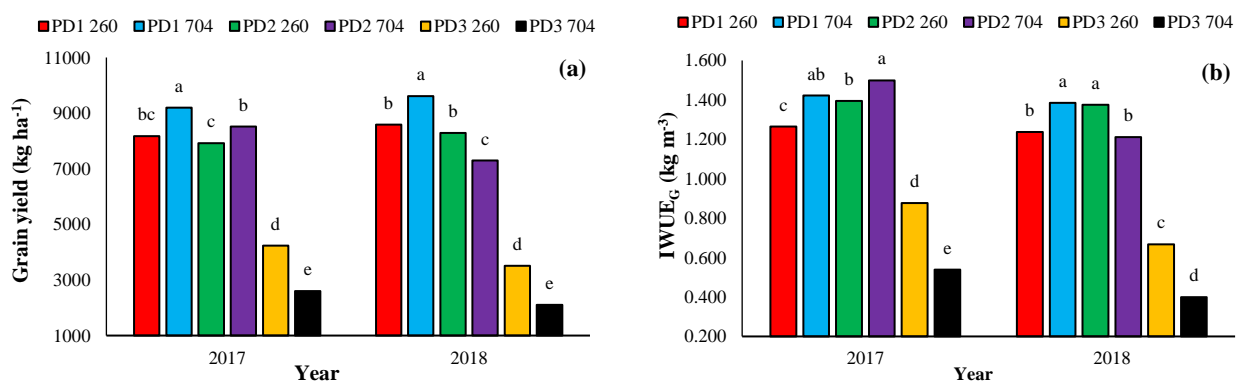 PD1 260 PD1 704 PD2 260 PD2 704 PD3 260 PD3 704
(a)
Grain yield (kg ha⁻¹)
11000
9000
7000
5000
3000
1000
bc a c b d e
b a b c d e
2017 2018
Year
PD1 260 PD1 704 PD2 260 PD2 704 PD3 260 PD3 704
(b)
IWUE_G (kg m⁻³)
1.600
1.400
1.200
1.000
0.800
0.600
0.400
0.200
c ab b a d e
b a a b c d
2017 2018
Year